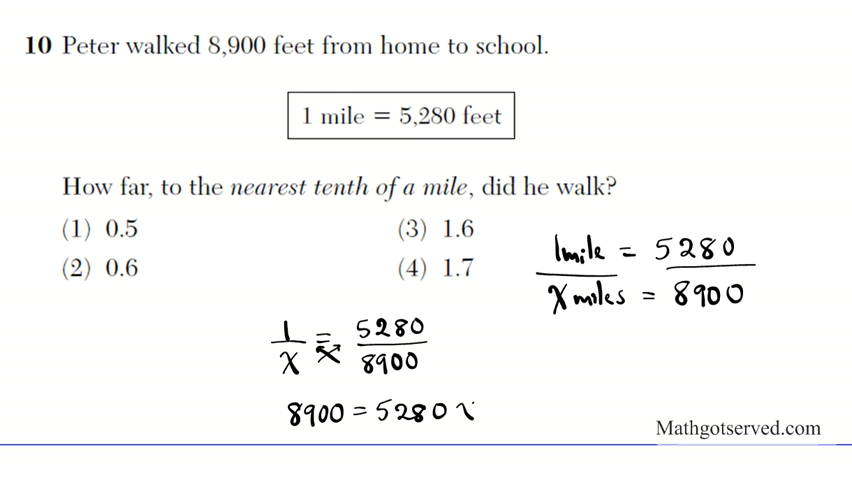 10 Peter walked 8,900 feet from home to school.
1 mile = 5,280 feet
How far, to the nearest tenth of a mile, did he walk?
(1) 0.5 (3) 1.6
(2) 0.6 (4) 1.7
1mile = 5280
x miles = 8900
1 = 5280
x 8900
8900 = 5280 x
Mathgotserved.com